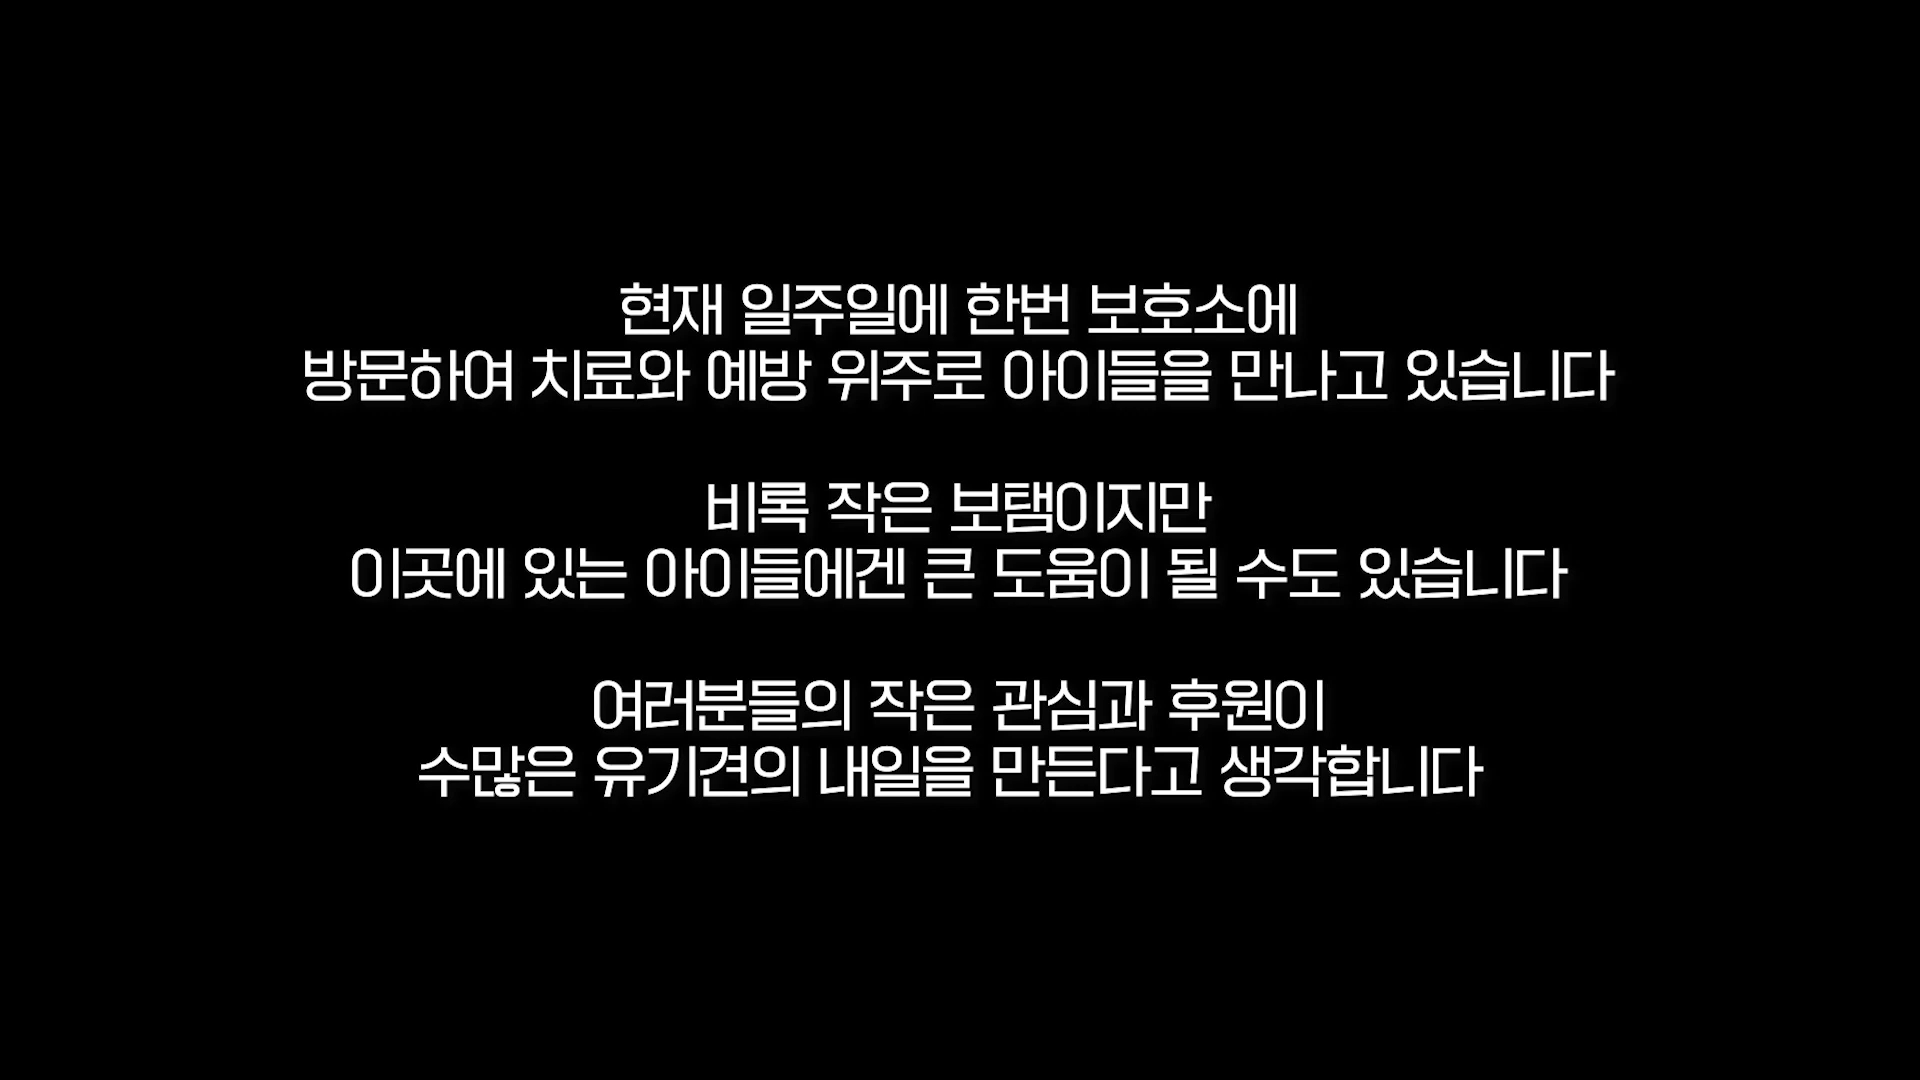 현재 일주일에 한번 보호소에
방문하여 치료와 예방 위주로 아이들을 만나고 있습니다
비록 작은 보탬이지만
이곳에 있는 아이들에겐 큰 도움이 될 수도 있습니다
여러분들의 작은 관심과 후원이
수많은 유기견의 내일을 만든다고 생각합니다